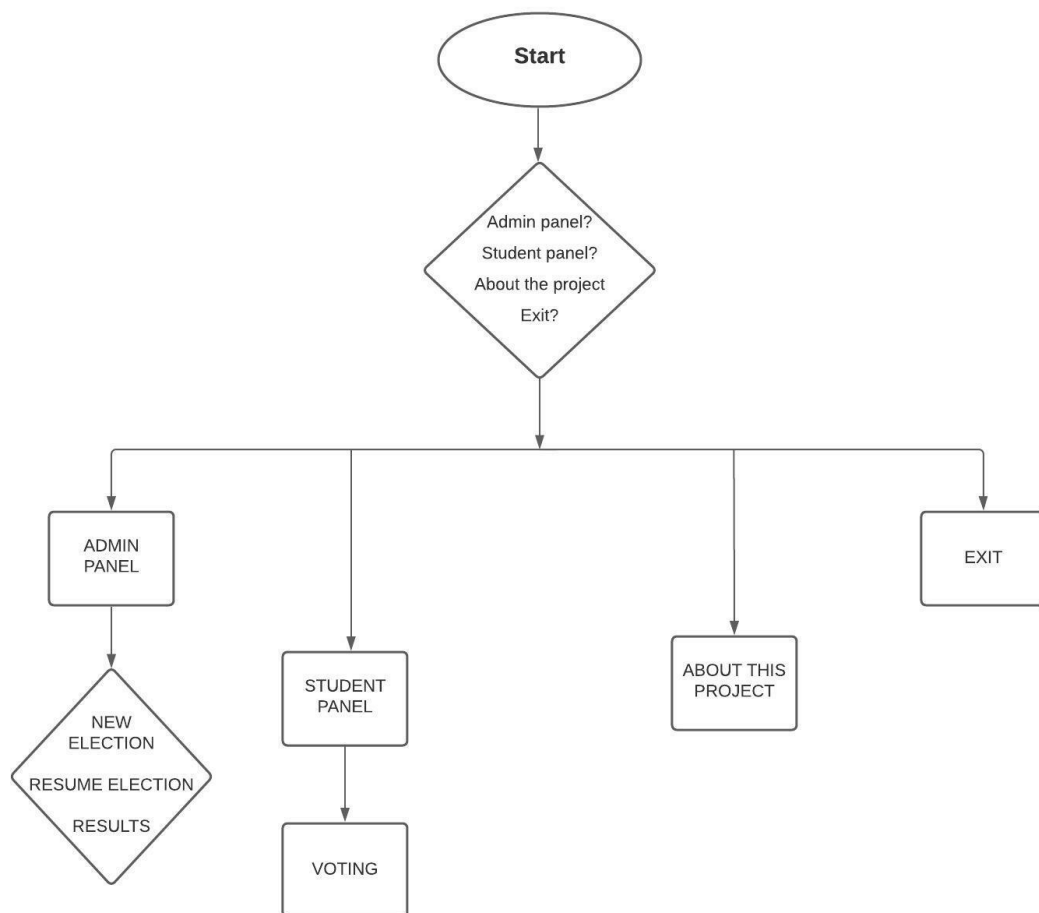 Start
Admin panel?
Student panel?
About the project
Exit?
ADMIN
PANEL
EXIT
STUDENT
PANEL
ABOUT THIS
PROJECT
NEW
ELECTION
RESUME ELECTION
RESULTS
VOTING